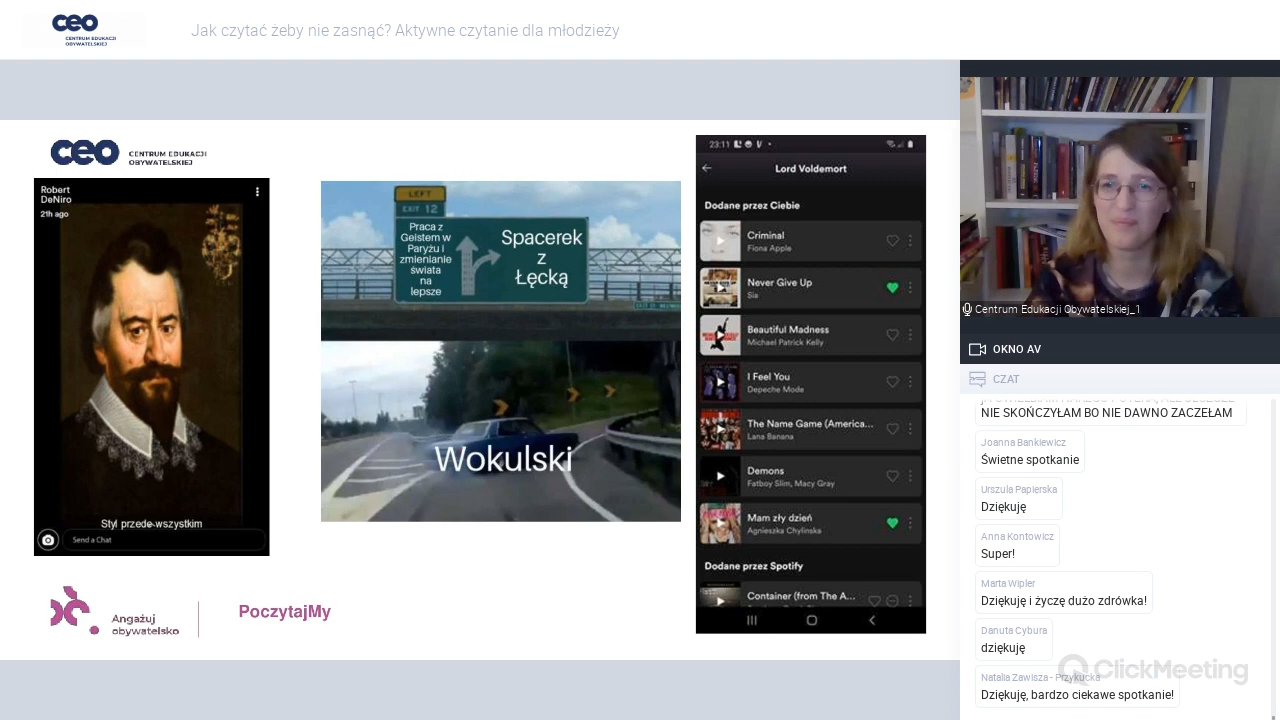 ceo
CENTRUM EDUKACJI
OBYWATELSKIEJ
Jak czytać żeby nie zasnąć? Aktywne czytanie dla młodzieży
ceo
CENTRUM EDUKACJI
OBYWATELSKIEJ
Robert
DeNiro
21h ago
Styl przede wszystkim
Send a Chat
LEFT
EXIT 12
Praca z
Geistem w
Paryżu i
zmienianie
świata
na
lepsze
Spacerek
z
Łęcką
Wokulski
23:11
Lord Voldemort
Dodane przez Ciebie
Criminal
Fiona Apple
Never Give Up
Sia
Beautiful Madness
Michael Patrick Kelly
I Feel You
Depeche Mode
The Name Game (America...
Lana Banana
Demons
Fatboy Slim, Macy Gray
Mam zły dzień
Agnieszka Chylinska
Dodane przez Spotify
Container (from The A...
Angażuj
obywatelsko
PoczytajMy
Centrum Edukacji Obywatelskiej_1
OKNO AV
CZAT
NIE SKOŃCZYŁAM BO NIE DAWNO ZACZEŁAM
Joanna Bankiewicz
Świetne spotkanie
Urszula Papierska
Dziękuję
Anna Kontowicz
Super!
Marta Wipler
Dziękuję i życzę dużo zdrówka!
Danuta Cybura
dziękuję
Natalia Zawisza - Przykucka
Dziękuję, bardzo ciekawe spotkanie!
ClickMeeting